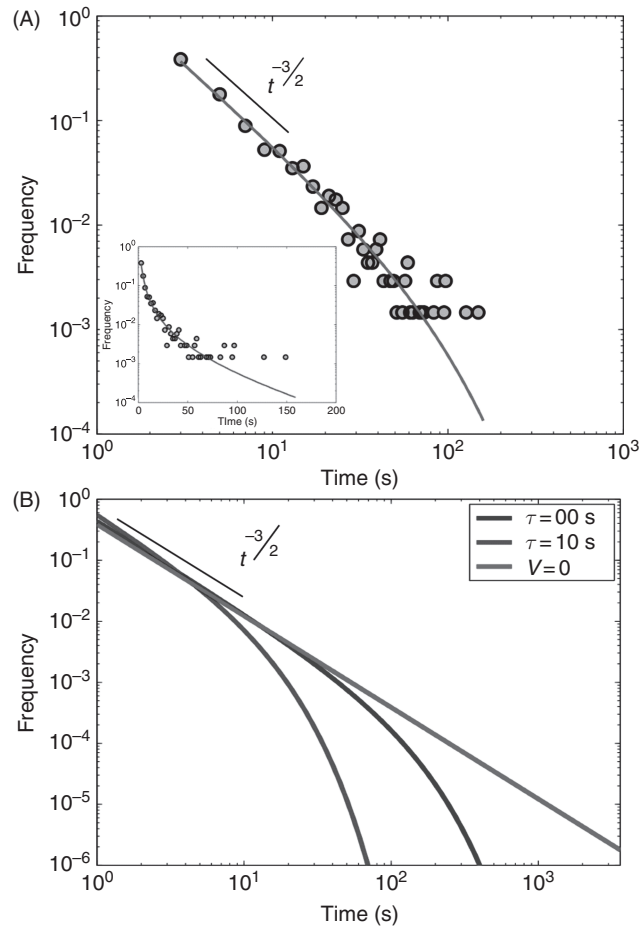 (A)
10^0
10^-1
10^-2
10^-3
10^-4
Frequency
t^-3/2
10^0
10^-1
10^-2
10^-3
10^-4
Frequency
0 50 100 150 200
TIme (s)
10^0 10^1 10^2 10^3
Time (s)
(B)
10^0
10^-1
10^-2
10^-3
10^-4
10^-5
10^-6
Frequency
t^-3/2
τ = 00 s
τ = 10 s
V = 0
10^0 10^1 10^2 10^3
Time (s)